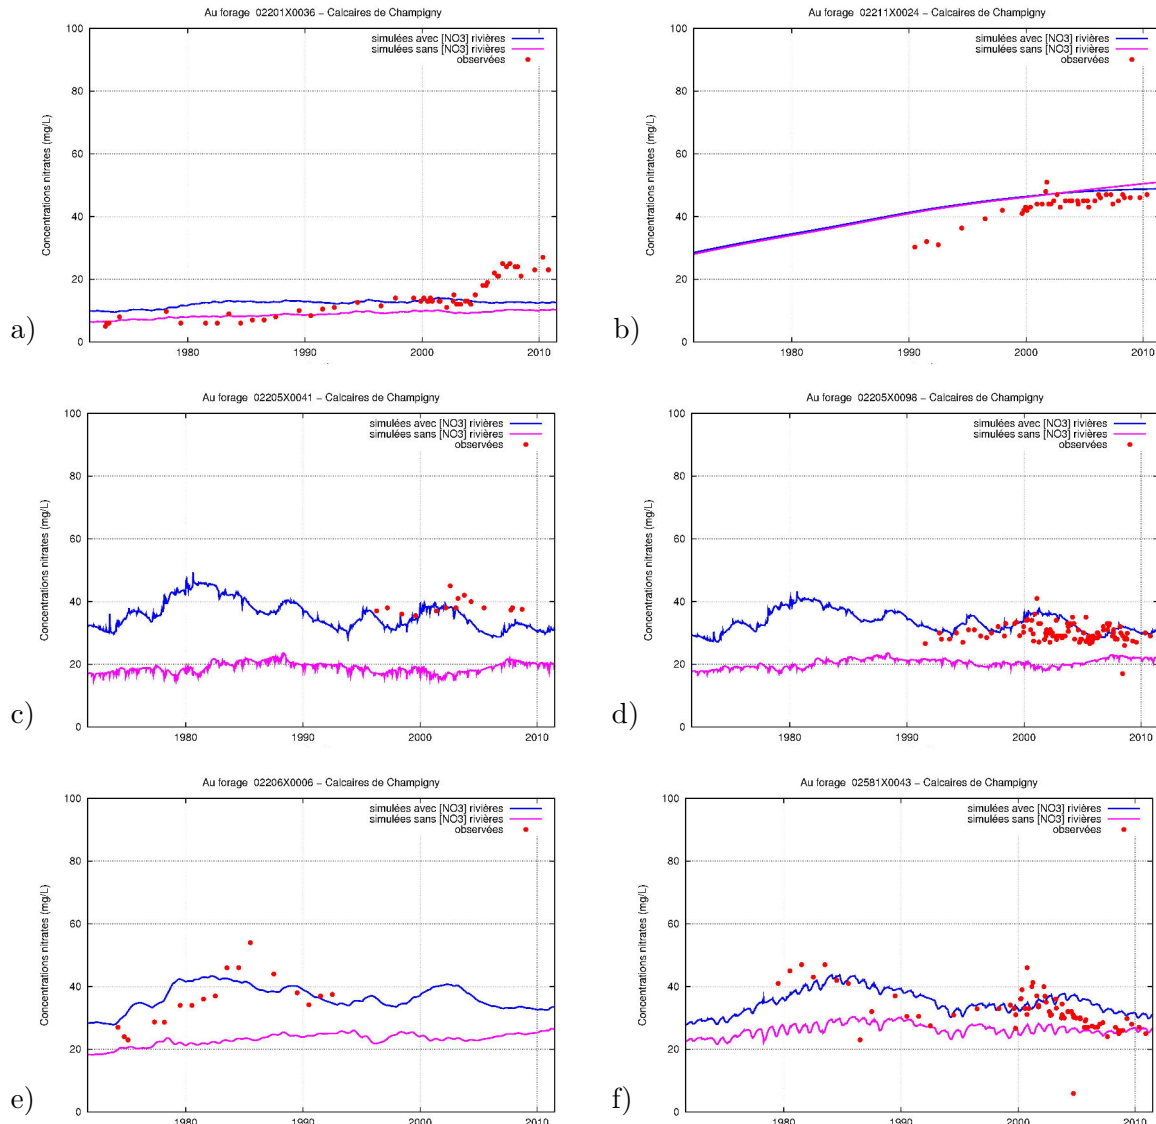 Au forage 02201X0036 – Calcaires de Champigny
simulées avec [NO3] rivières
simulées sans [NO3] rivières
observées
Concentrations nitrates (mg/L)
100
80
60
40
20
0
1980
1990
2000
2010
a)
Au forage 02211X0024 – Calcaires de Champigny
simulées avec [NO3] rivières
simulées sans [NO3] rivières
observées
Concentrations nitrates (mg/L)
100
80
60
40
20
0
1980
1990
2000
2010
b)
Au forage 02205X0041 – Calcaires de Champigny
simulées avec [NO3] rivières
simulées sans [NO3] rivières
observées
Concentrations nitrates (mg/L)
100
80
60
40
20
0
1980
1990
2000
2010
c)
Au forage 02205X0098 – Calcaires de Champigny
simulées avec [NO3] rivières
simulées sans [NO3] rivières
observées
Concentrations nitrates (mg/L)
100
80
60
40
20
0
1980
1990
2000
2010
d)
Au forage 02206X0006 – Calcaires de Champigny
simulées avec [NO3] rivières
simulées sans [NO3] rivières
observées
Concentrations nitrates (mg/L)
100
80
60
40
20
0
1980
1990
2000
2010
e)
Au forage 02581X0043 – Calcaires de Champigny
simulées avec [NO3] rivières
simulées sans [NO3] rivières
observées
Concentrations nitrates (mg/L)
100
80
60
40
20
0
1980
1990
2000
2010
f)